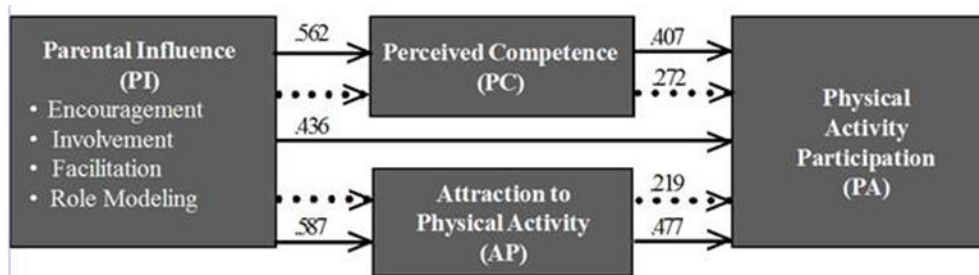 Parental Influence
(PI)
• Encouragement
• Involvement
• Facilitation
• Role Modeling
.562
.436
.587
Perceived Competence
(PC)
Attraction to
Physical Activity
(AP)
.407
.272
.219
.477
Physical
Activity
Participation
(PA)